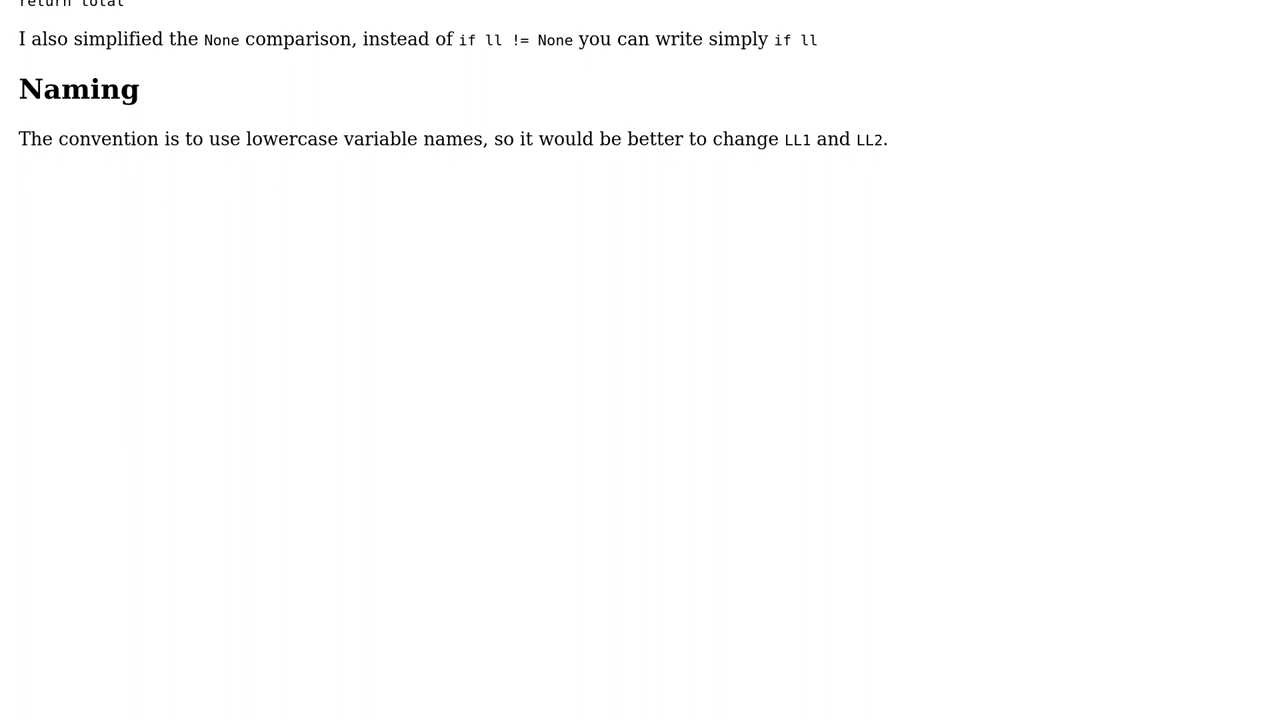 return total
I also simplified the None comparison, instead of if ll != None you can write simply if ll
Naming
The convention is to use lowercase variable names, so it would be better to change LL1 and LL2.